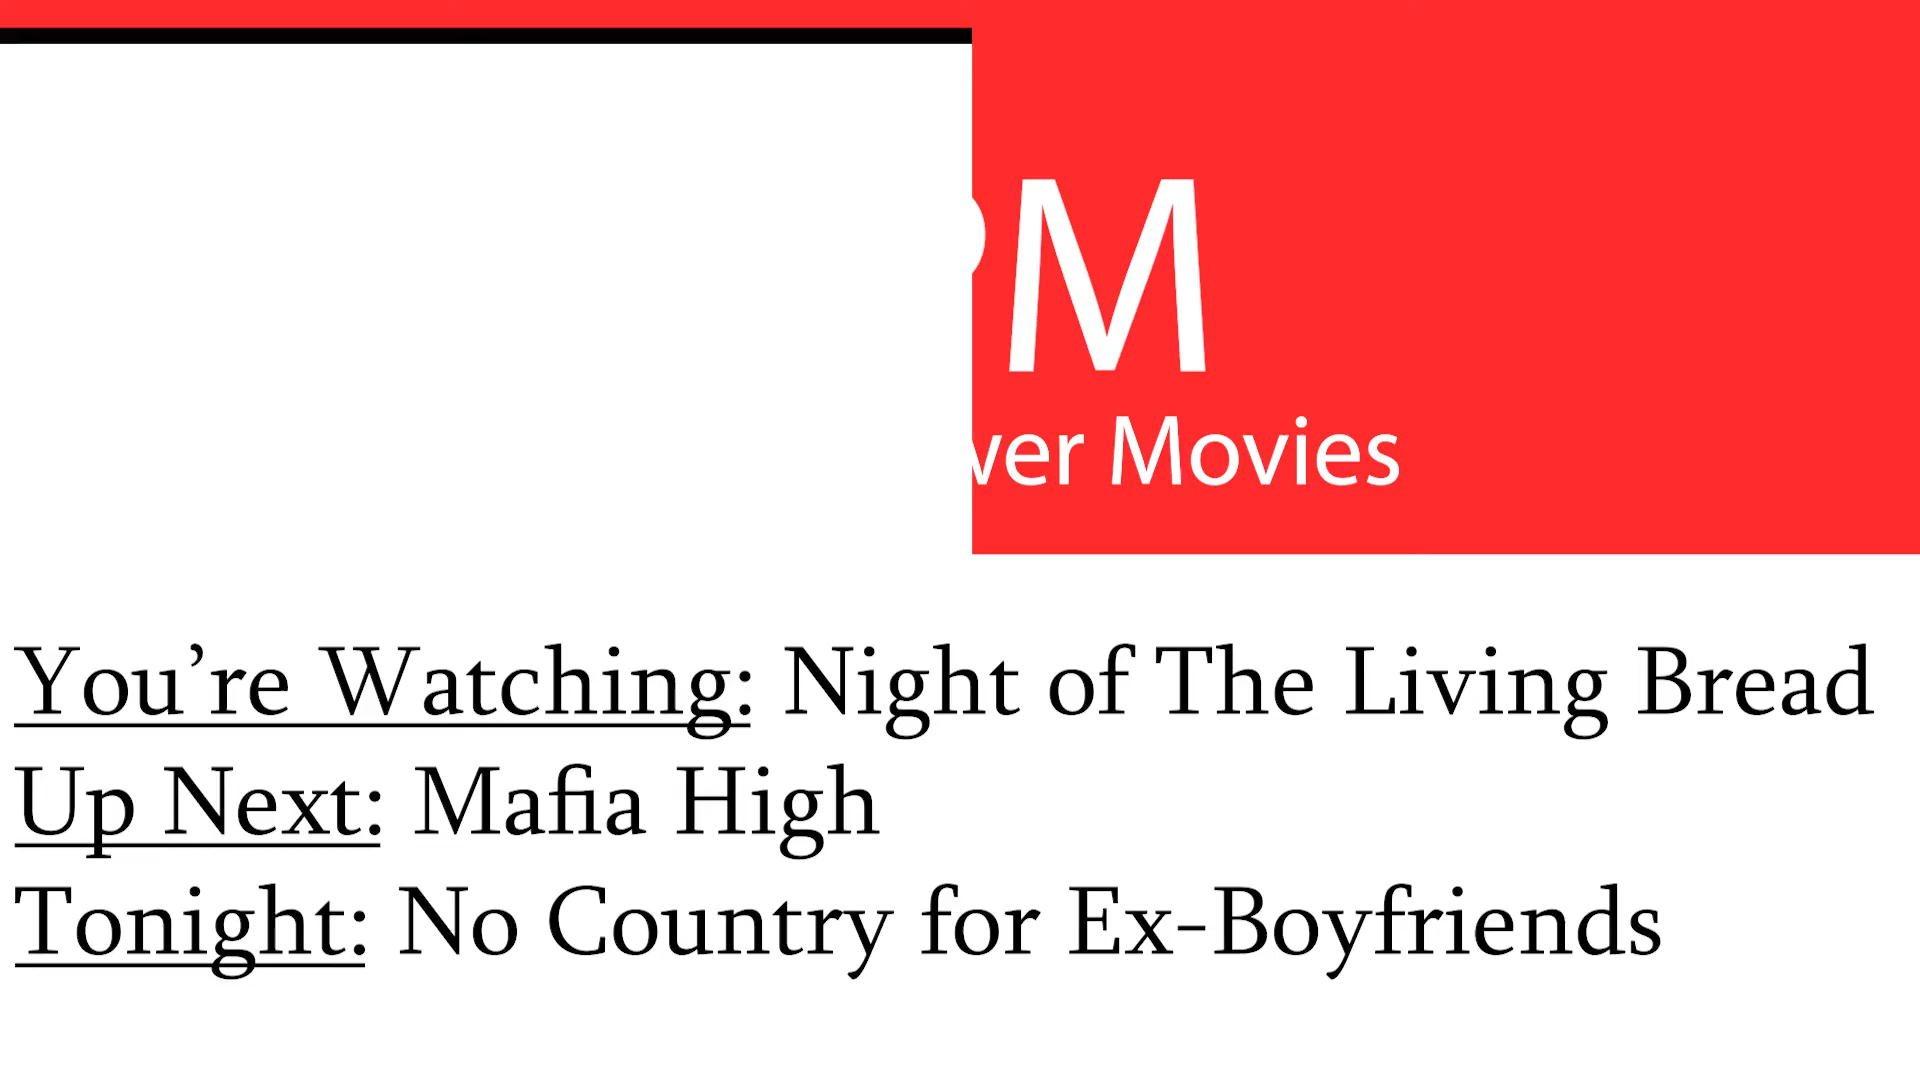 M
Movies
You’re Watching: Night of The Living Bread
Up Next: Mafia High
Tonight: No Country for Ex-Boyfriends